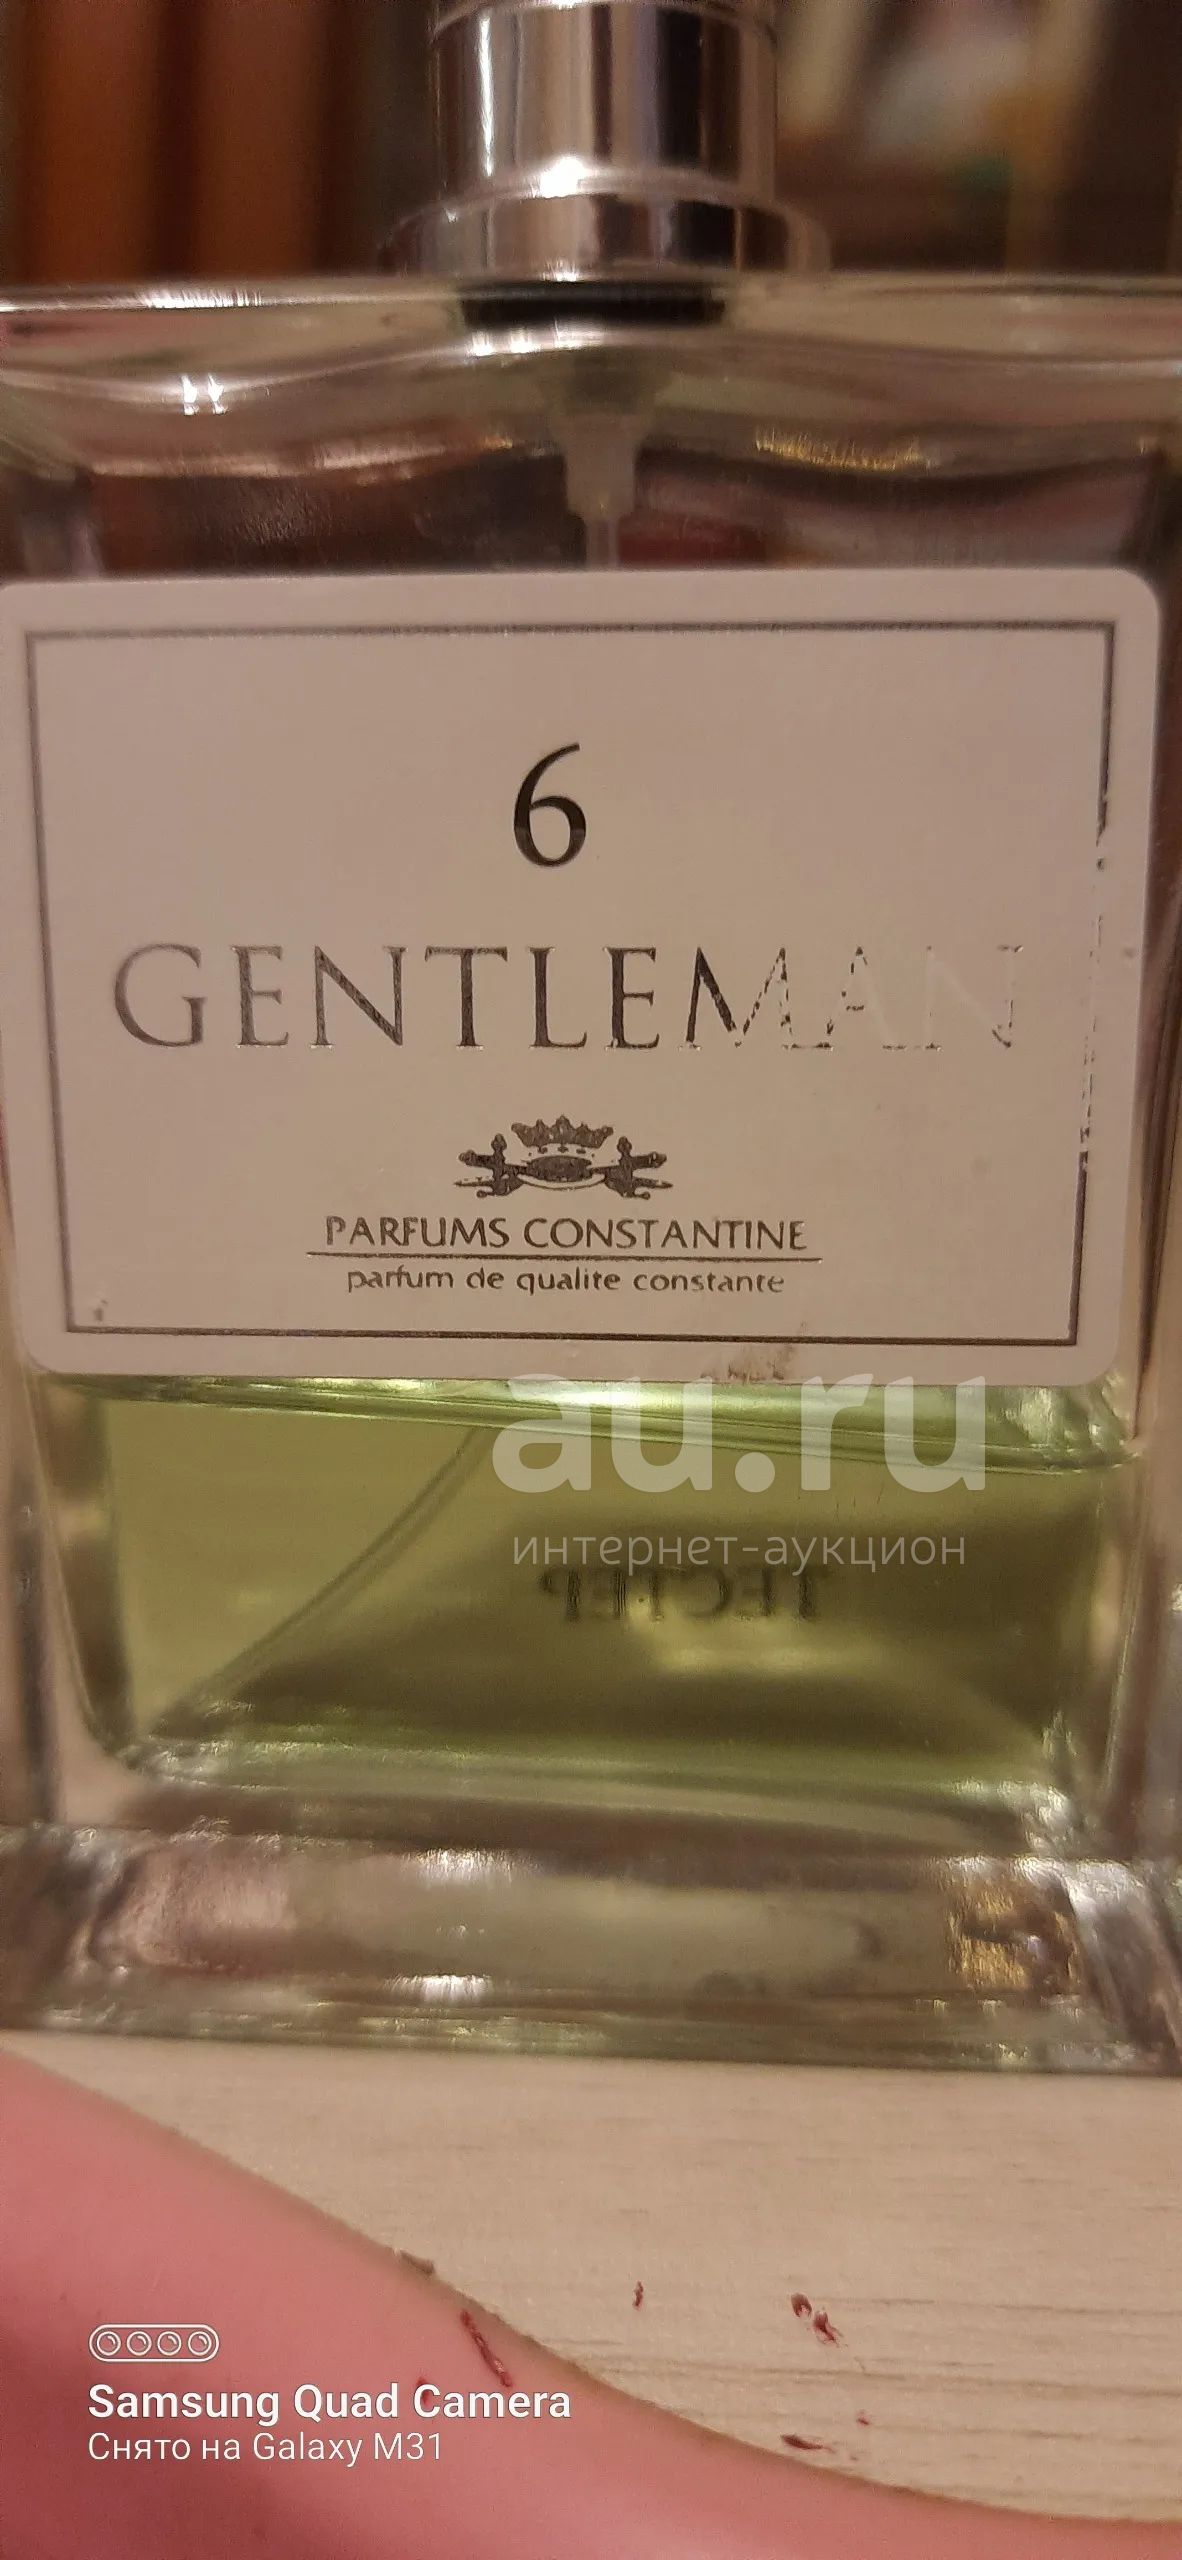 6
GENTLEMAN
PARFUMS CONSTANTINE
parfum de qualite constante
au.ru
интернет-аукцион
ТЕСТЕР
Samsung Quad Camera
Снято на Galaxy M31